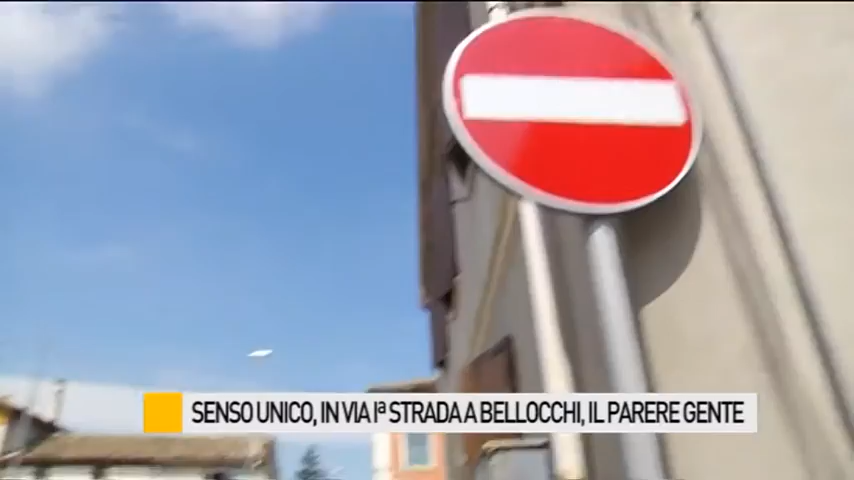 SENSO UNICO, IN VIA Iª STRADA A BELLOCCHI, IL PARERE GENTE